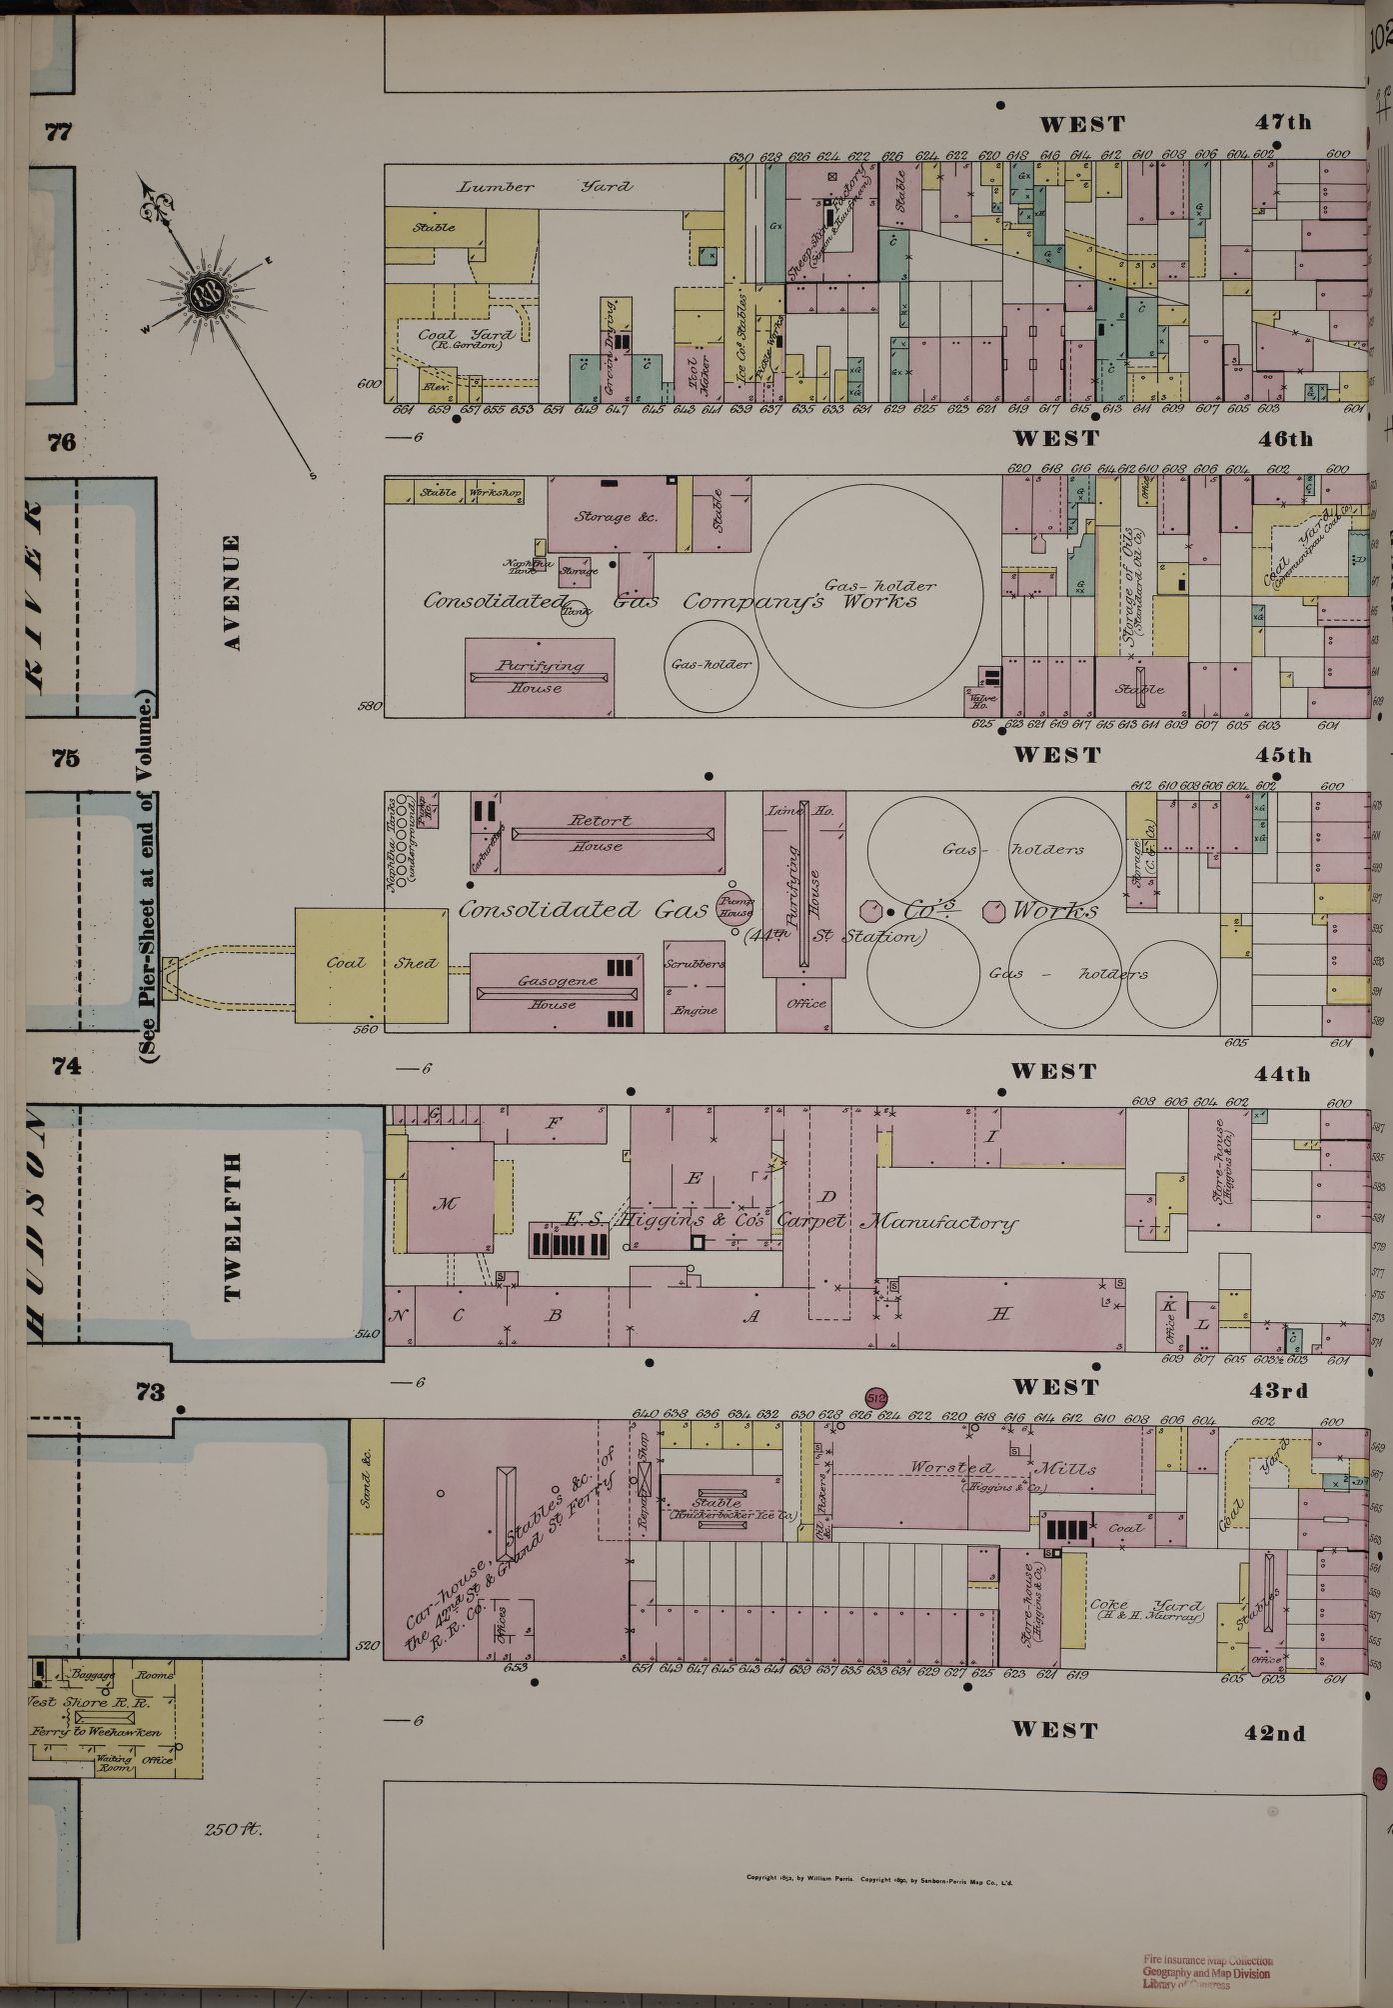 102
77
WEST 47th
630 628 626 624 622 626 624 622 620 618 616 614 612 610 608 606 604 602 600
Lumber Yard
Stable
Sheepskin Factory
Stable
E
W
S
Coal Yard
(R. Gordon)
Elev.
Grain Drying
Tool Maker
Ice Co's Stables
Pickle Works
600
661 659 657 655 653 651 649 647 645 643 641 639 637 635 633 631 629 625 623 621 619 617 615 613 611 609 607 605 603 601
76
6
WEST 46th
620 618 616 614 612 610 608 606 604 602 600
Stable Workshop
Storage &c.
Stable
Office
Storage of Oils
(Standard Oil Co.)
Coal Yard
Naphtha Tank
Storage
Tank
Gas-holder
Consolidated Gas Company's Works
Purifying House
Gas-holder
Valve Ho.
Stable
RIVER
AVENUE
580
625 623 621 619 617 615 613 611 609 607 605 603 601
75
(See Pier-Sheet at end of Volume.)
WEST 45th
612 610 608 606 604 602 600
Naphtha Tanks
(underground)
Pump Ho.
Carburetters
Retort House
Lime Ho.
Purifying House
Gas-holders
Storage
(C. G. Co.)
Consolidated Gas Co's Works
Pump House
(44th St Station)
Coal Shed
Gasogene House
Scrubbers
Engine
Office
Gas-holders
560
605 601
74
6
WEST 44th
608 606 604 602 600
G
F
I
Store-house
(Higgins & Co.)
M
E
D
E.S. Higgins & Co's Carpet Manufactory
N C B A H
K
Office
L
HUDSON
TWELFTH
540
609 607 605 603½ 603 601
73
6
WEST 43rd
512
640 638 636 634 632 630 628 626 624 622 620 618 616 614 612 610 608 606 604 602 600
Sand &c.
Car-house, Stables &c. of
the 42nd St & Grand St Ferry
R.R. Co.
Offices
Repair Shop
Stable
(Knickerbocker Ice Co)
Oil Pickers &c.
Worsted Mills
(Higgins & Co.)
Coal
Coal Yard
Store-house
(Higgins & Co.)
Coke Yard
(H & H. Murray)
Stables
Office
520
653 651 649 647 645 643 641 639 637 635 633 631 629 627 625 623 621 619 605 603 601
Baggage Rooms
West Shore R.R.
Ferry to Weehawken
Waiting Room
Office
6
WEST 42nd
250 ft.
Copyright 1852, by William Perris. Copyright 1890, by Sanborn-Perris Map Co., L'd.
Fire Insurance Map Collection
Geography and Map Division
Library of Congress